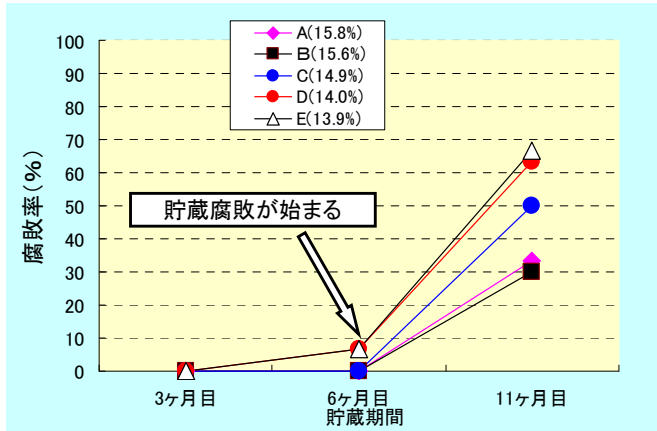 100
90
80
70
60
50
40
30
20
10
0
腐敗率(%)
A(15.8%)
B(15.6%)
C(14.9%)
D(14.0%)
E(13.9%)
貯蔵腐敗が始まる
3ヶ月目
6ヶ月目
11ヶ月目
貯蔵期間